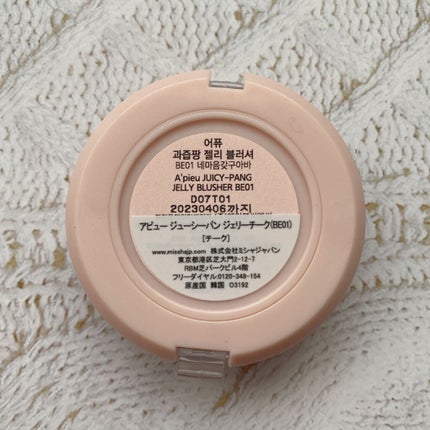 어퓨
과즙팡 젤리 블러셔
BE01 네마음갖구아바
A'pieu JUICY-PANG
JELLY BLUSHER BE01
D07T01
20230406까지
アピュー ジューシーパン ジェリーチーク(BE01)
[チーク]
www.misshajp.com 株式会社ミシャジャパン
東京都港区芝大門2-12-7
RBM芝パークビル4階
フリーダイヤル:0120-348-154
原産国 韓国 O3192